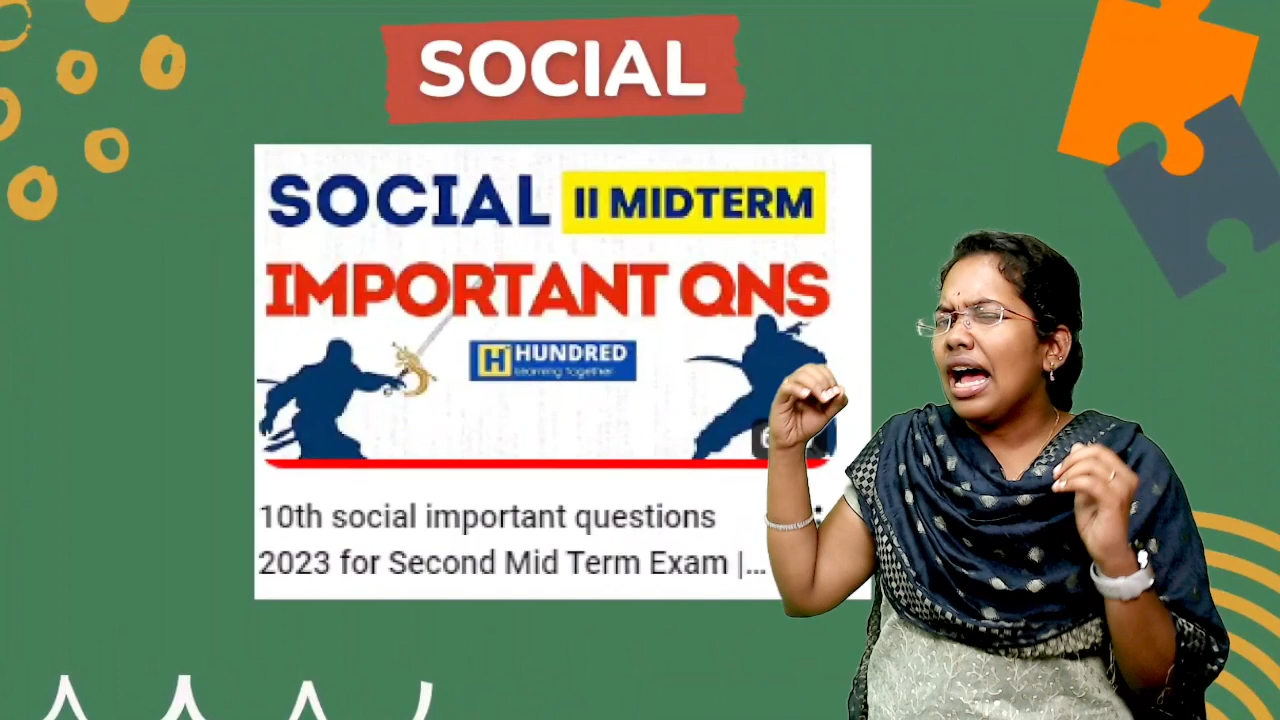 SOCIAL
SOCIAL II MIDTERM
IMPORTANT QNS
H HUNDRED
Learning Together
10th social important questions
2023 for Second Mid Term Exam |...